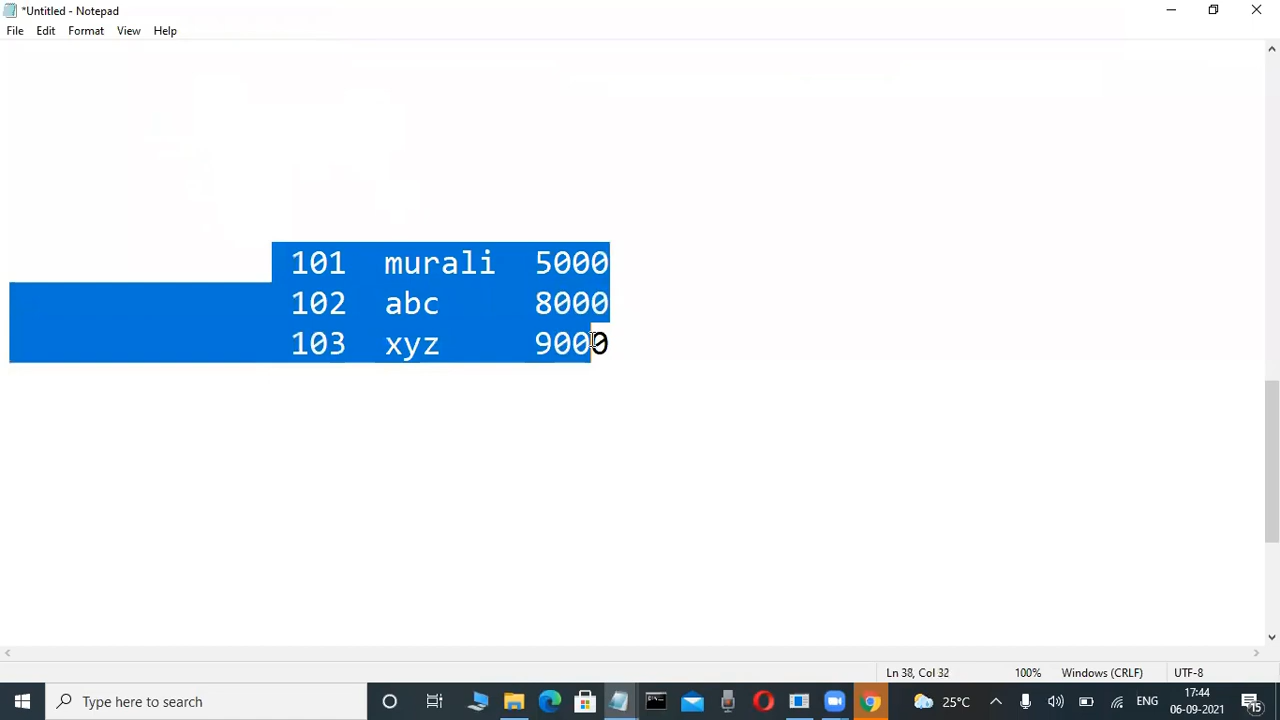 *Untitled - Notepad
File Edit Format View Help
101 murali 5000
102 abc 8000
103 xyz 9000
Ln 38, Col 32 100% Windows (CRLF) UTF-8
Type here to search
25°C ENG 17:44
06-09-2021 15